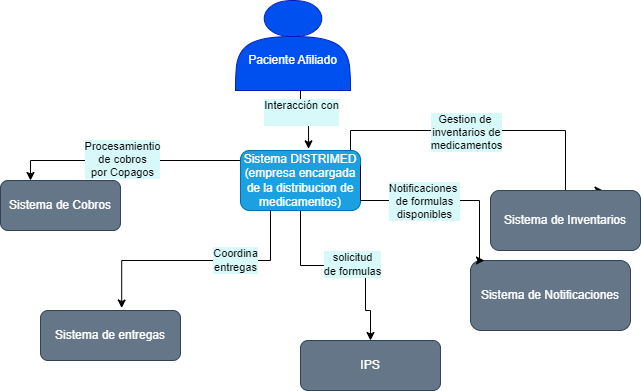 Paciente Afiliado
Interacción con
Procesamientio
de cobros
por Copagos
Sistema DISTRIMED
(empresa encargada
de la distribucion de
medicamentos)
Gestion de
inventarios de
medicamentos
Sistema de Cobros
Notificaciones
de formulas
disponibles
Sistema de Inventarios
Coordina
entregas
solicitud
de formulas
Sistema de Notificaciones
Sistema de entregas
IPS